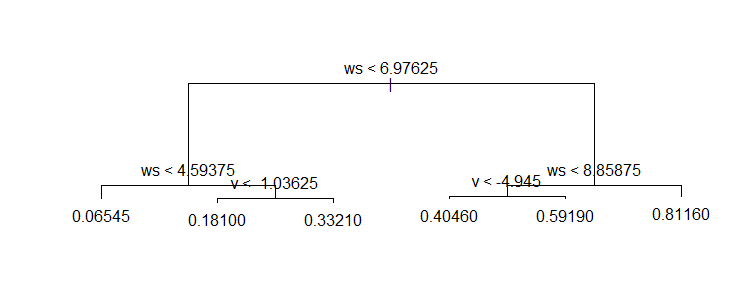 ws < 6.97625
ws < 4.59375
ws < 8.85875
v < 1.03625
v < -4.945
0.06545
0.18100
0.33210
0.40460
0.59190
0.81160